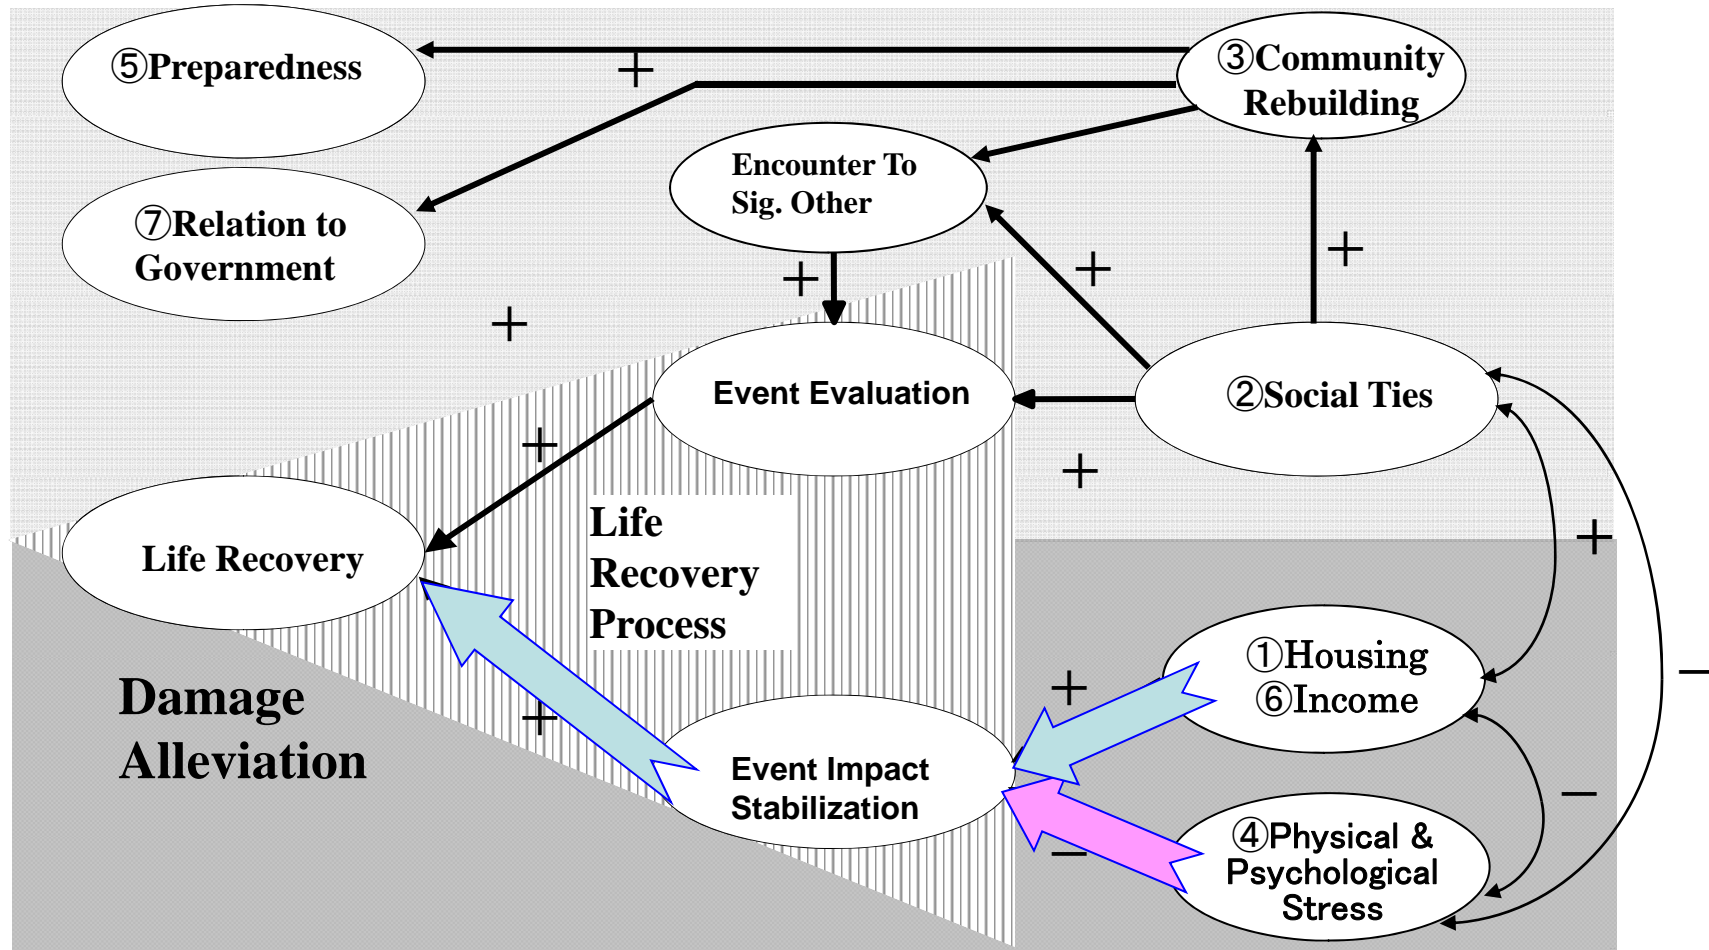 ⑤Preparedness
+
③Community
Rebuilding
Encounter To
Sig. Other
⑦Relation to
Government
+
+
+
+
Event Evaluation
②Social Ties
+
+
Life Recovery
Life
Recovery
Process
+
Damage
Alleviation
+
+
①Housing
⑥Income
−
Event Impact
Stabilization
−
−
④Physical &
Psychological
Stress